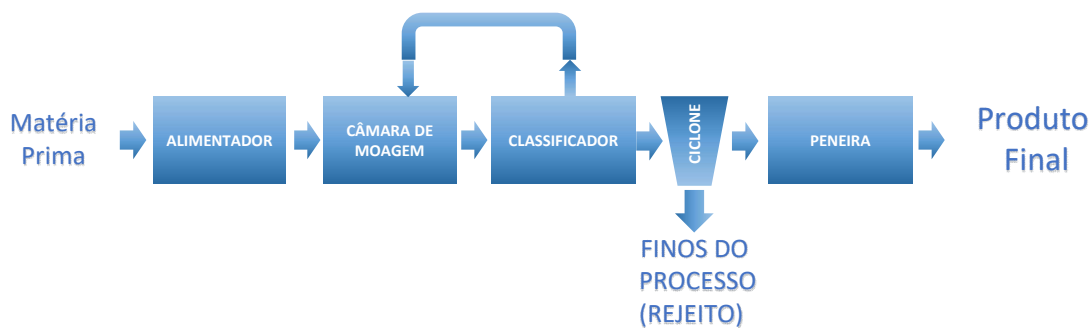 Matéria
Prima
ALIMENTADOR
CÂMARA DE
MOAGEM
CLASSIFICADOR
CICLONE
PENEIRA
Produto
Final
FINOS DO
PROCESSO
(REJEITO)